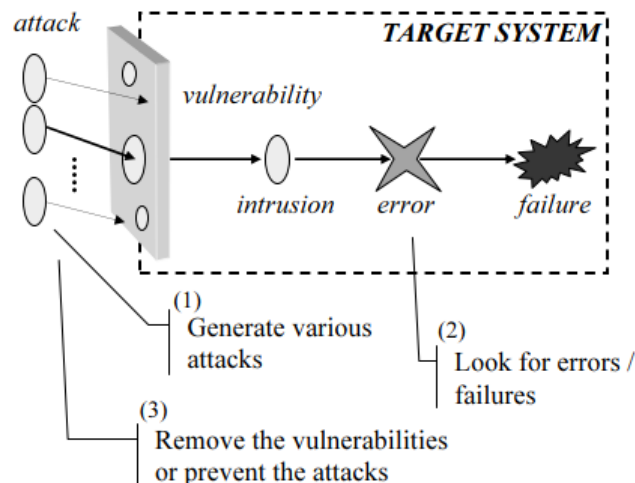 attack
TARGET SYSTEM
vulnerability
intrusion
error
failure
(1)
Generate various
attacks
(2)
Look for errors /
failures
(3)
Remove the vulnerabilities
or prevent the attacks